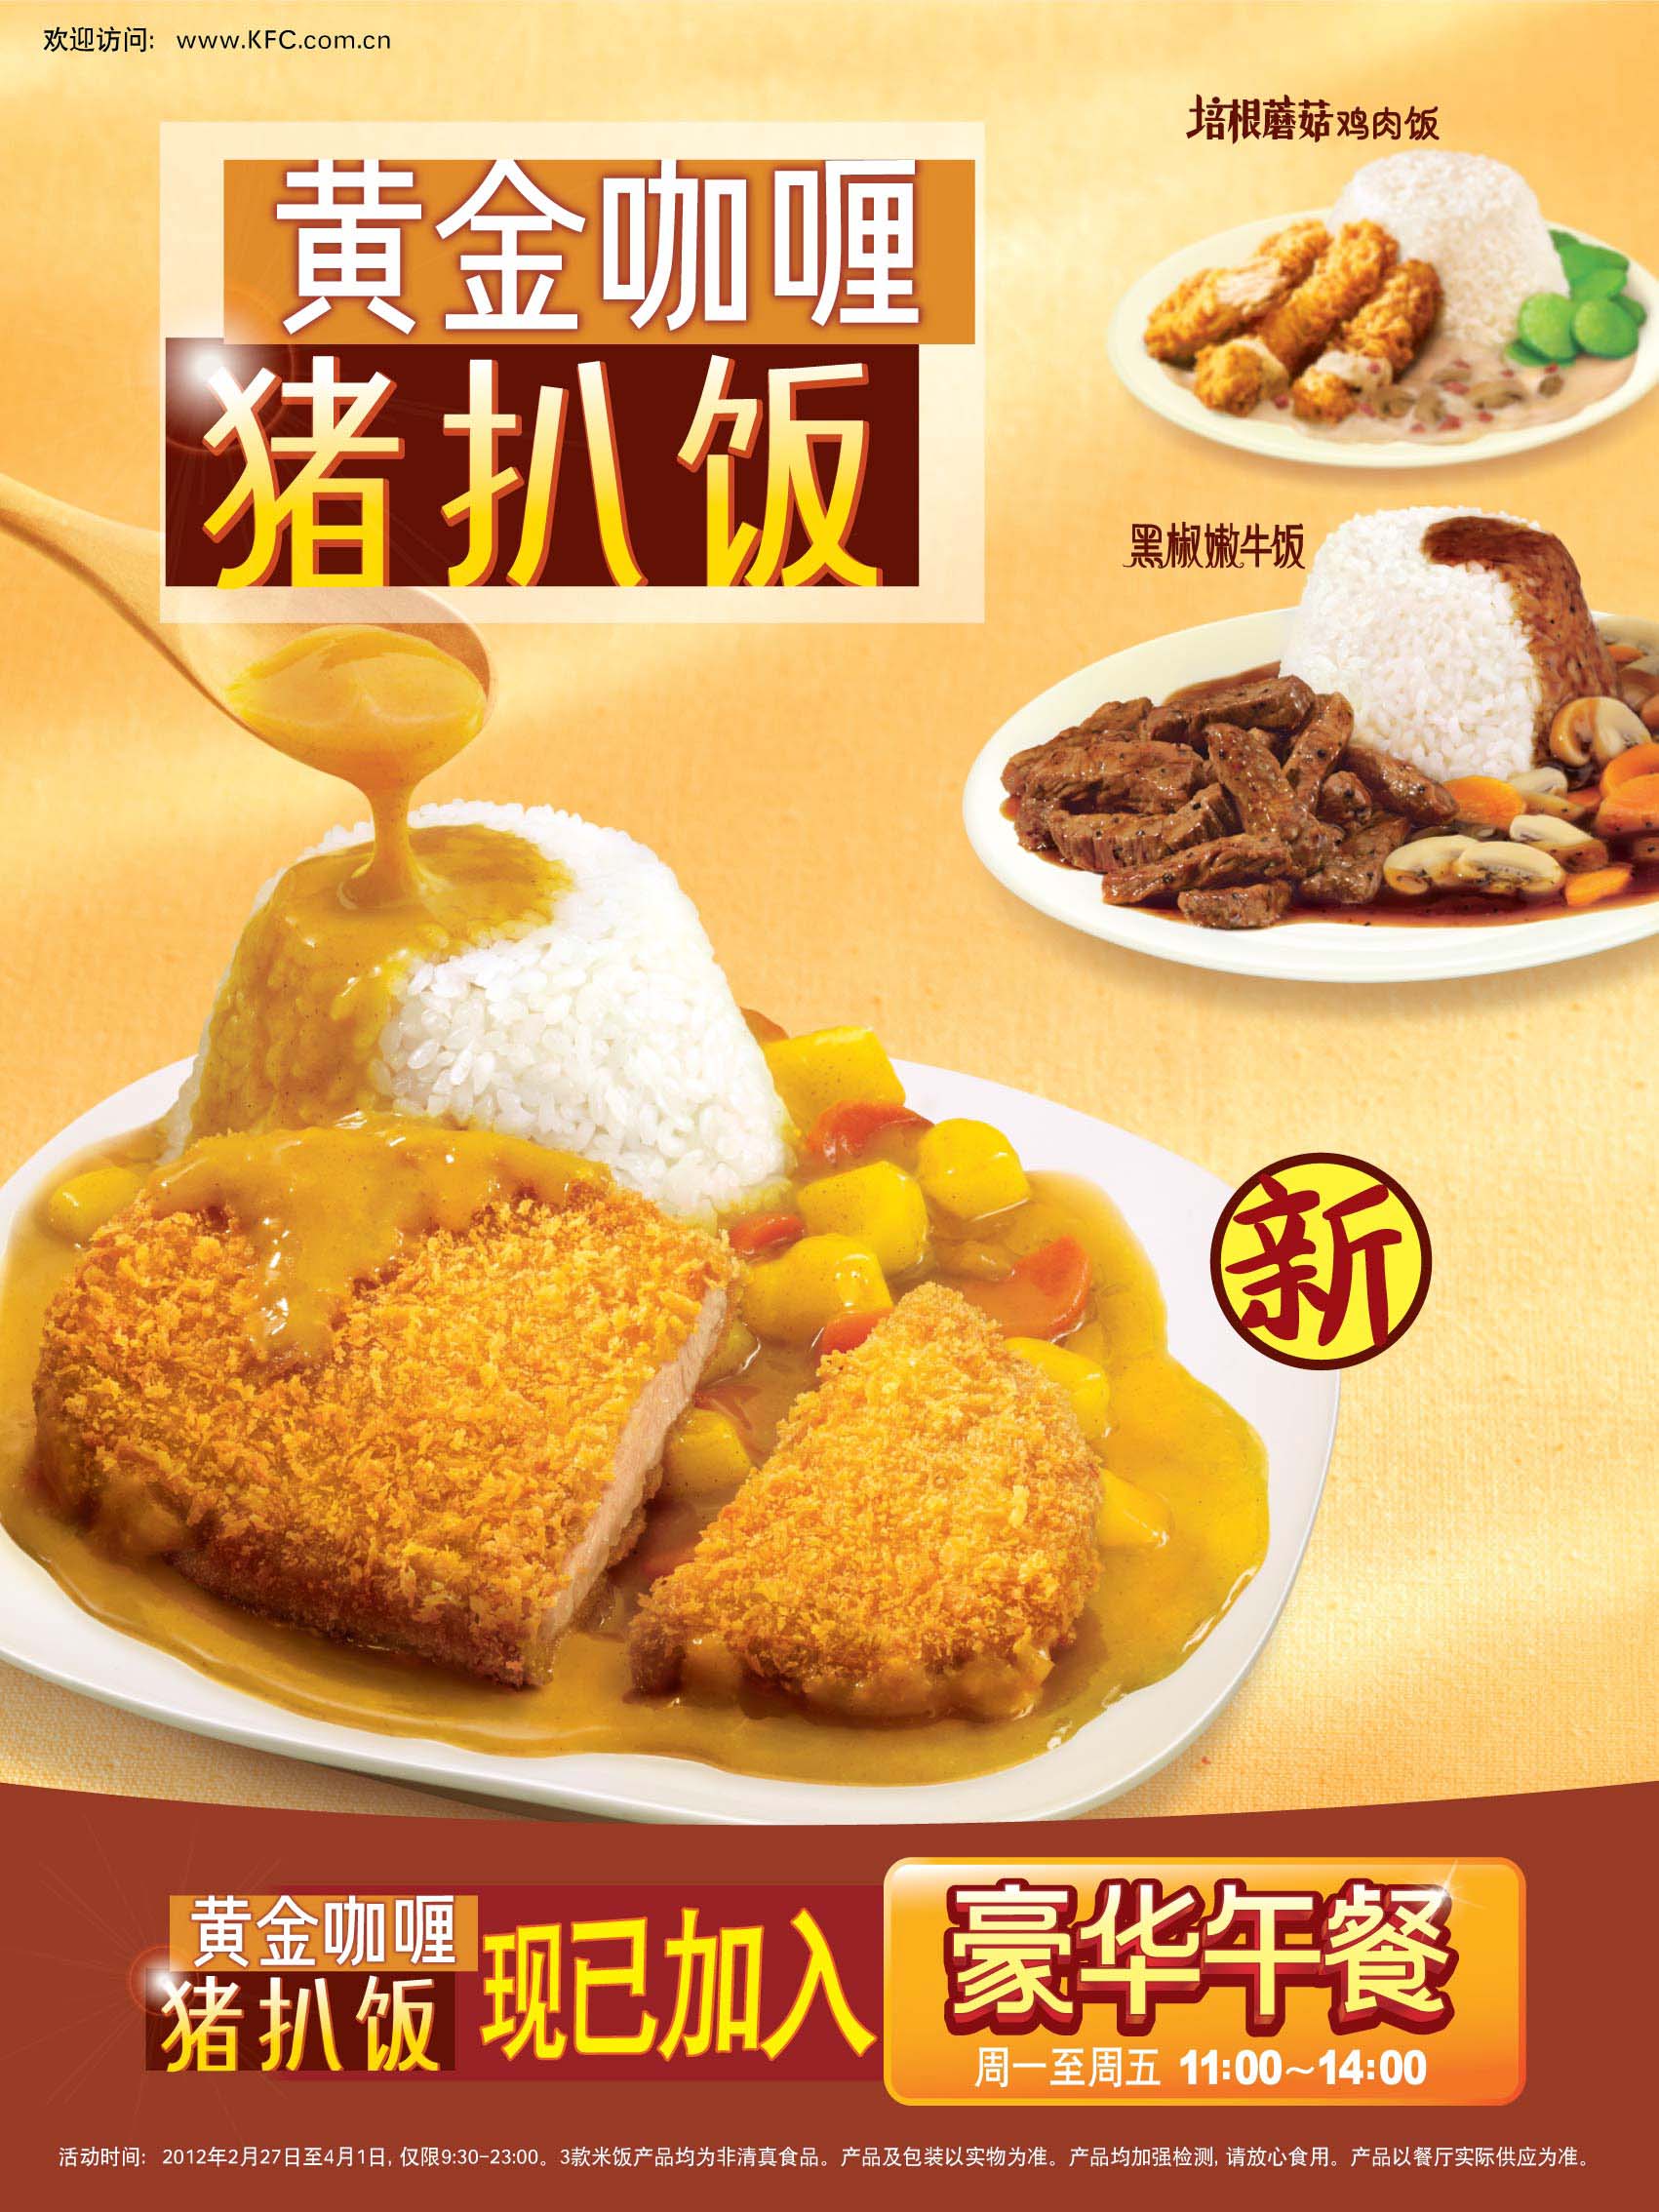 欢迎访问: www.KFC.com.cn
培根蘑菇鸡肉饭
黄金咖喱
猪扒饭
黑椒嫩牛饭
新
黄金咖喱
猪扒饭
现已加入
豪华午餐
周一至周五 11:00~14:00
活动时间: 2012年2月27日至4月1日, 仅限9:30-23:00。3款米饭产品均为非清真食品。产品及包装以实物为准。产品均加强检测, 请放心食用。产品以餐厅实际供应为准。